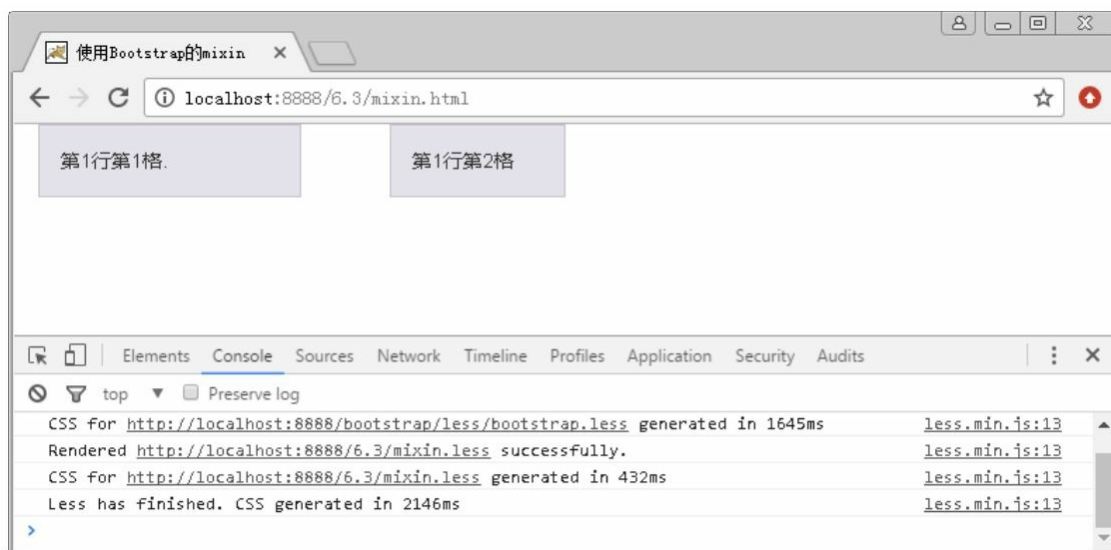 使用Bootstrap的mixin
localhost:8888/6.3/mixin.html
第1行第1格.
第1行第2格
Elements Console Sources Network Timeline Profiles Application Security Audits
top Preserve log
CSS for http://localhost:8888/bootstrap/less/bootstrap.less generated in 1645ms less.min.js:13
Rendered http://localhost:8888/6.3/mixin.less successfully. less.min.js:13
CSS for http://localhost:8888/6.3/mixin.less generated in 432ms less.min.js:13
Less has finished. CSS generated in 2146ms less.min.js:13